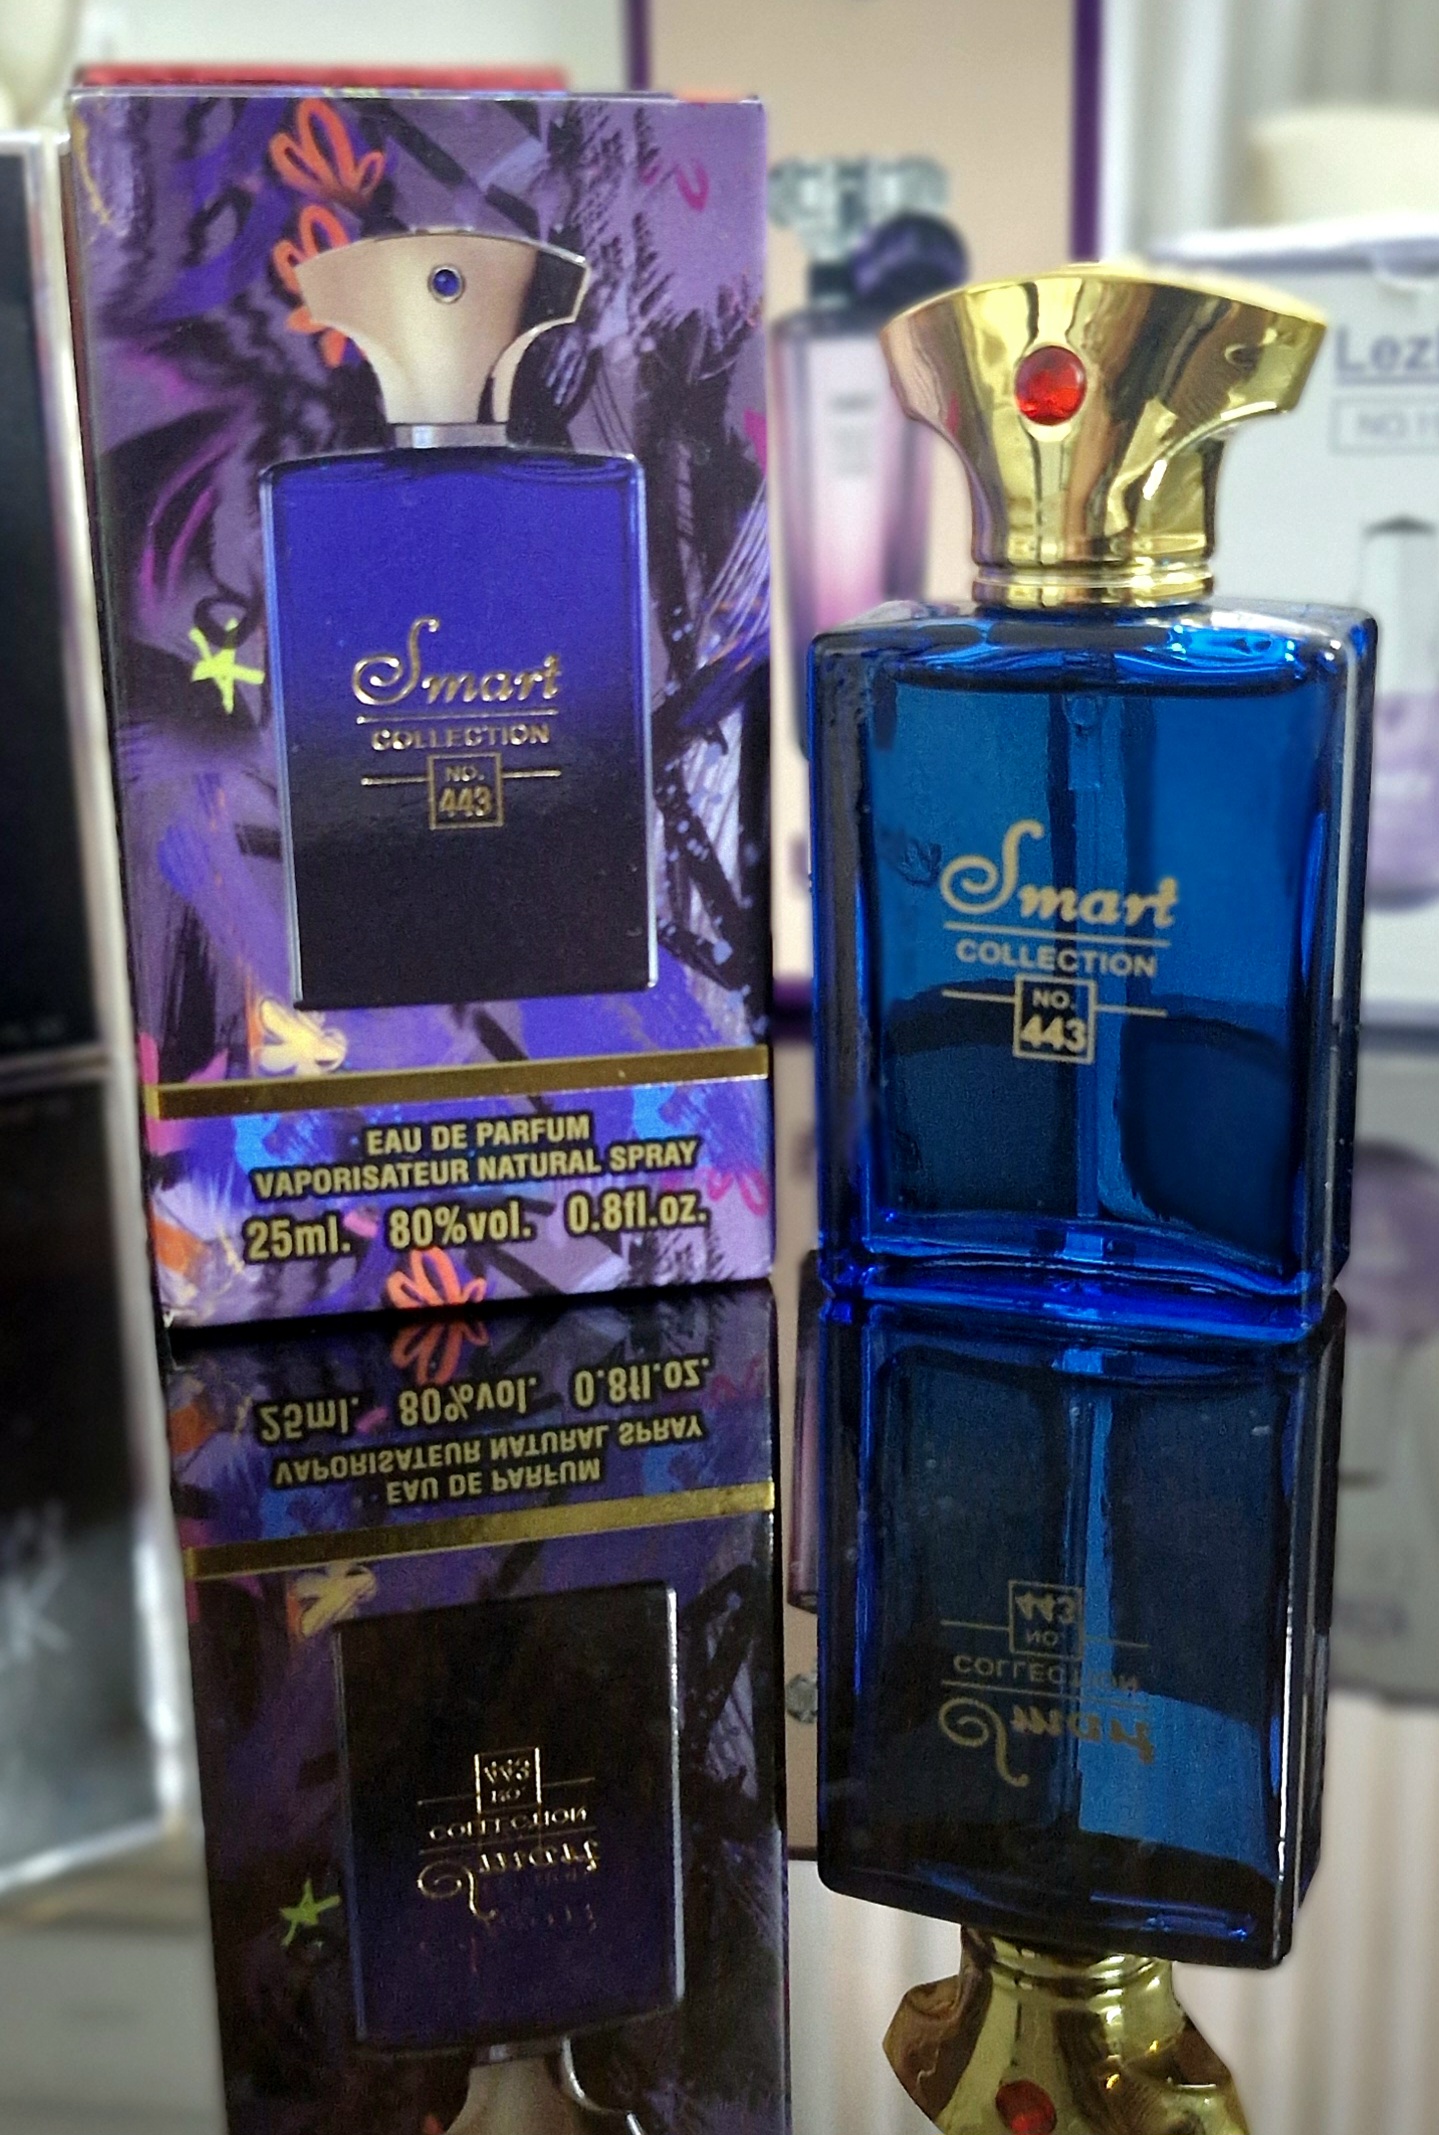 Smart
COLLECTION
NO.
443
EAU DE PARFUM
VAPORISATEUR NATURAL SPRAY
25ml. 80%vol. 0.8fl.oz.
Smart
COLLECTION
NO.
443